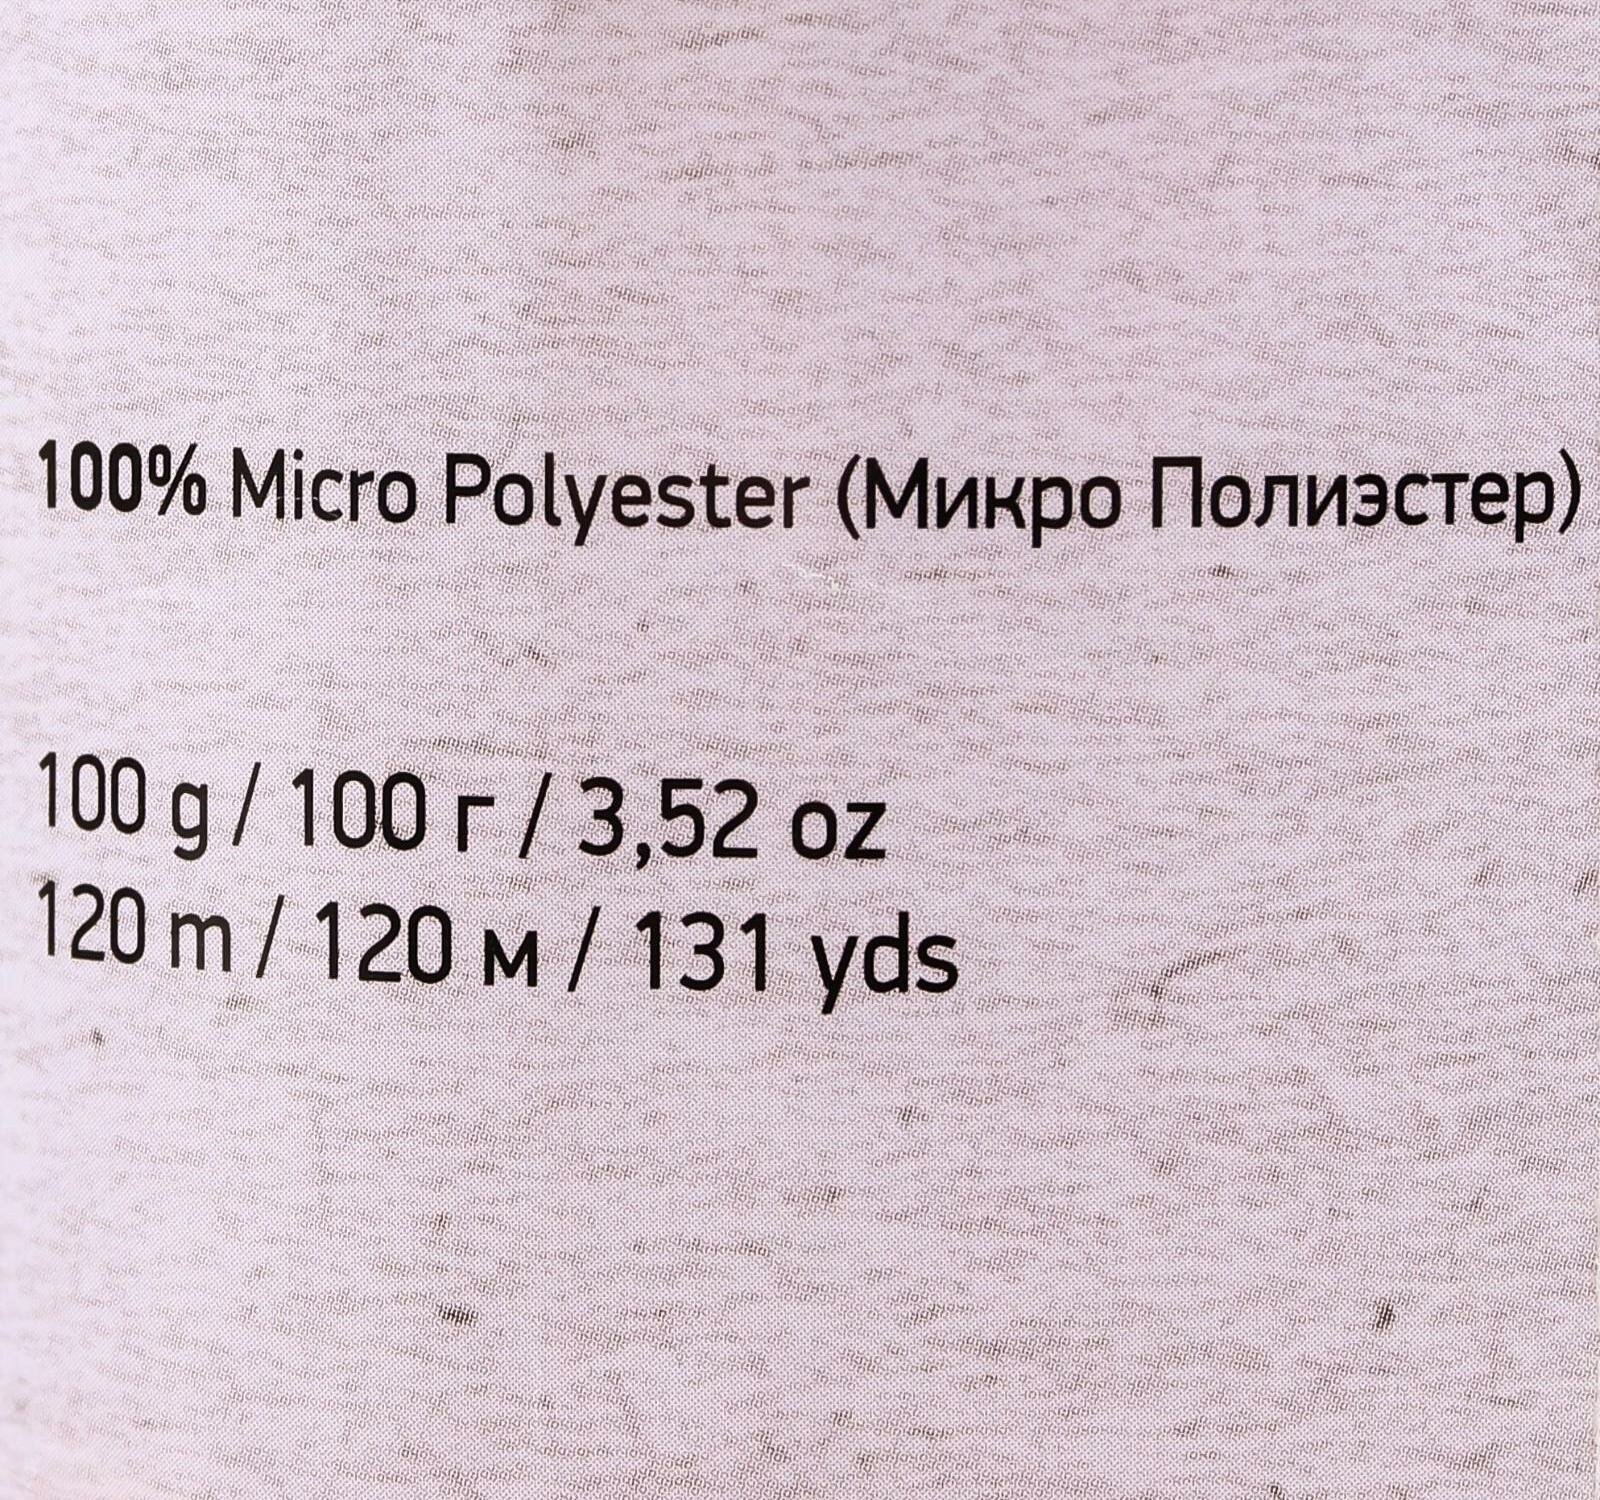 100% Micro Polyester (Микро Полиэстер)
100 g / 100 г / 3,52 oz
120 m / 120 м / 131 yds